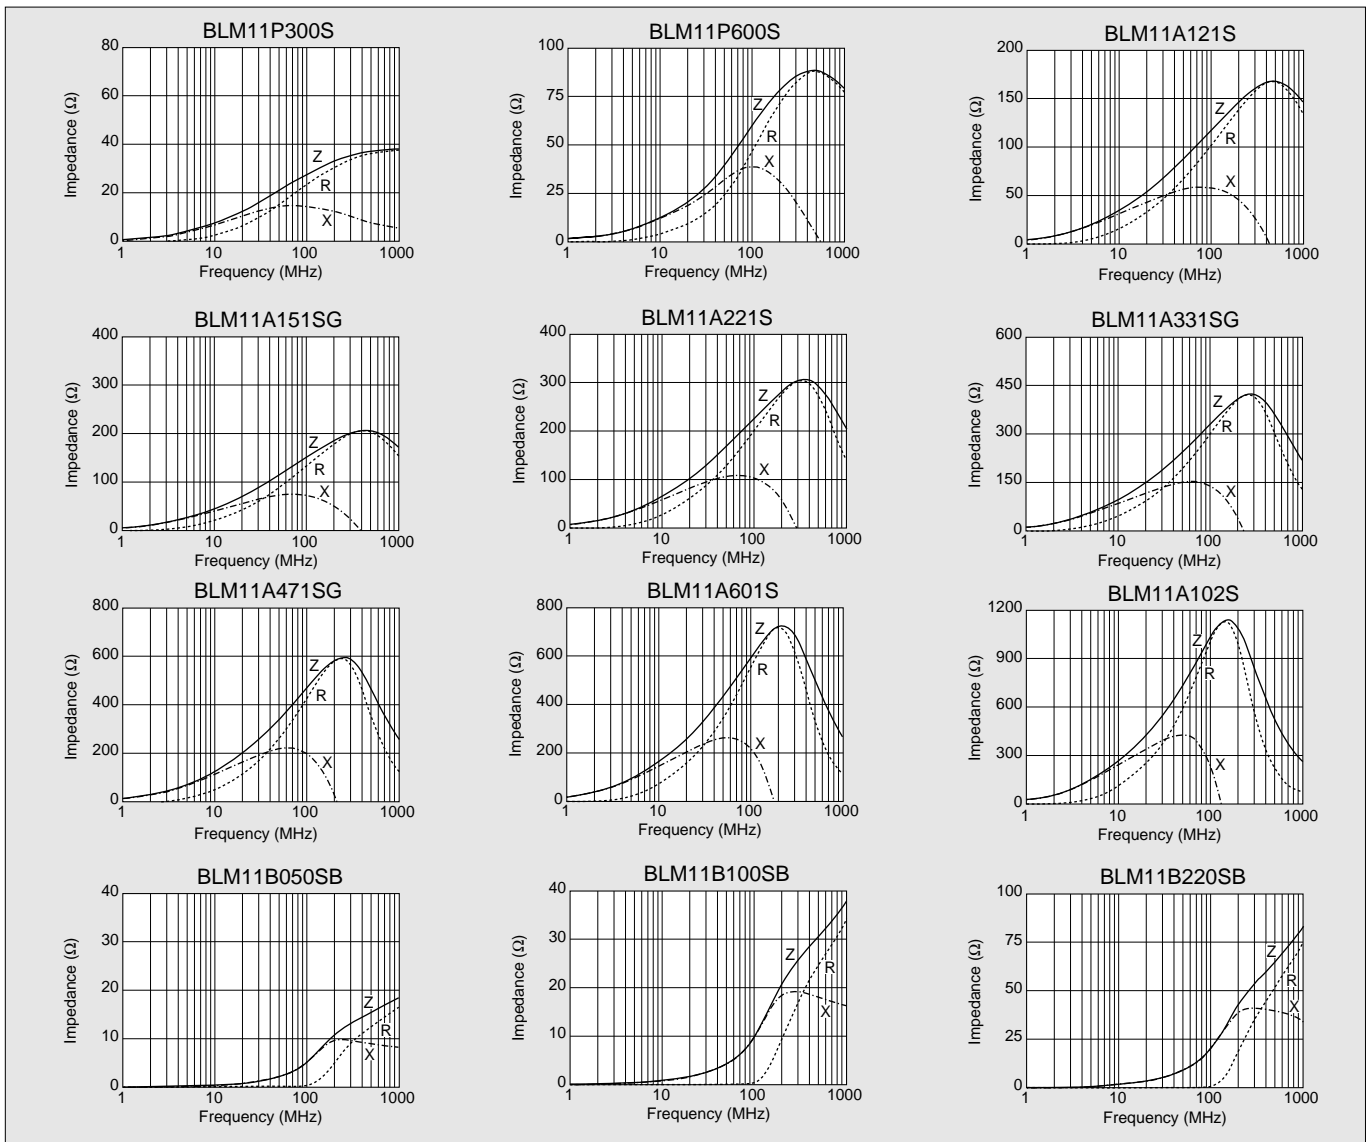 BLM11P300S
80
60
40
20
0
Impedance (Ω)
Z
R
X
1
10
100
1000
Frequency (MHz)
BLM11P600S
100
75
50
25
0
Impedance (Ω)
Z
R
X
1
10
100
1000
Frequency (MHz)
BLM11A121S
200
150
100
50
0
Impedance (Ω)
Z
R
X
1
10
100
1000
Frequency (MHz)
BLM11A151SG
400
300
200
100
0
Impedance (Ω)
Z
R
X
1
10
100
1000
Frequency (MHz)
BLM11A221S
400
300
200
100
0
Impedance (Ω)
Z
R
X
1
10
100
1000
Frequency (MHz)
BLM11A331SG
600
450
300
150
0
Impedance (Ω)
Z
R
X
1
10
100
1000
Frequency (MHz)
BLM11A471SG
800
600
400
200
0
Impedance (Ω)
Z
R
X
1
10
100
1000
Frequency (MHz)
BLM11A601S
800
600
400
200
0
Impedance (Ω)
Z
R
X
1
10
100
1000
Frequency (MHz)
BLM11A102S
1200
900
600
300
0
Impedance (Ω)
Z
R
X
1
10
100
1000
Frequency (MHz)
BLM11B050SB
40
30
20
10
0
Impedance (Ω)
Z
R
X
1
10
100
1000
Frequency (MHz)
BLM11B100SB
40
30
20
10
0
Impedance (Ω)
Z
R
X
1
10
100
1000
Frequency (MHz)
BLM11B220SB
100
75
50
25
0
Impedance (Ω)
Z
R
X
1
10
100
1000
Frequency (MHz)